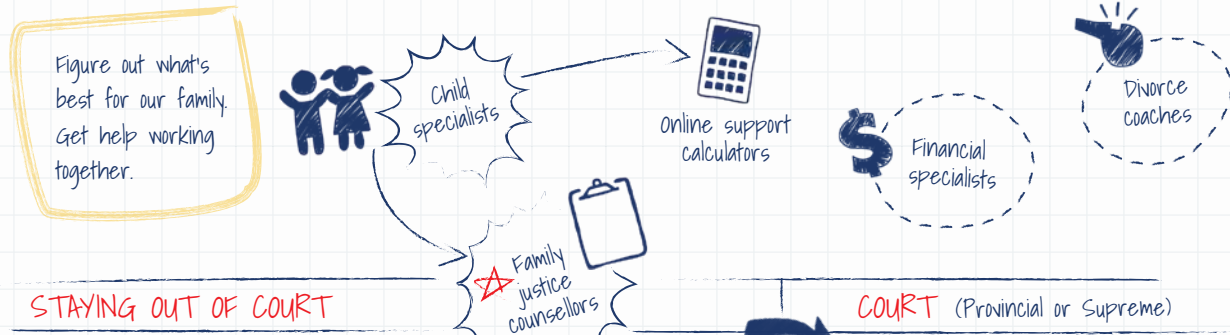 Figure out what's
best for our family.
Get help working
together.
Child
specialists
Online support
calculators
Financial
specialists
Divorce
coaches
Family
justice
counsellors
STAYING OUT OF COURT
COURT (Provincial or Supreme)